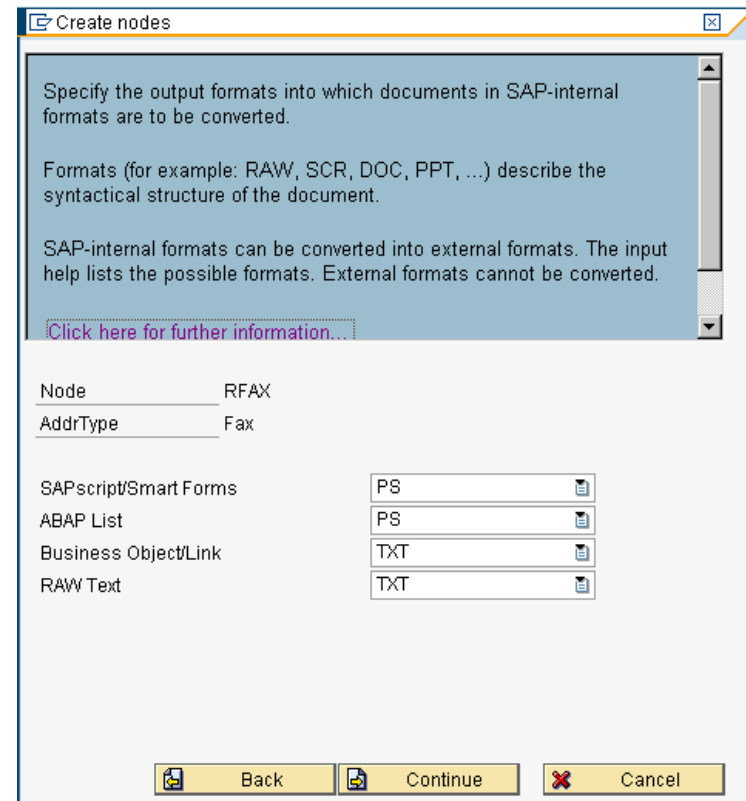 Create nodes
Specify the output formats into which documents in SAP-internal
formats are to be converted.
Formats (for example: RAW, SCR, DOC, PPT, ...) describe the
syntactical structure of the document.
SAP-internal formats can be converted into external formats. The input
help lists the possible formats. External formats cannot be converted.
Click here for further information...
Node RFAX
AddrType Fax
SAPscript/Smart Forms PS
ABAP List PS
Business Object/Link TXT
RAW Text TXT
Back Continue Cancel